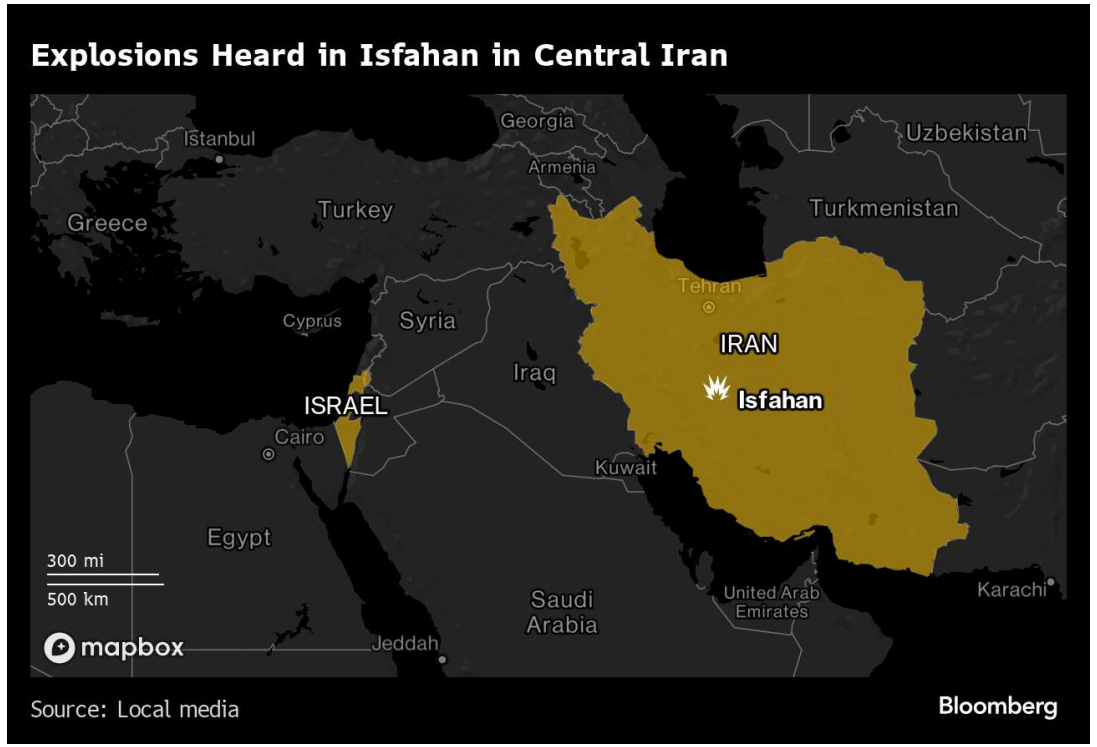 Explosions Heard in Isfahan in Central Iran
Georgia
Uzbekistan
Istanbul
Armenia
Greece
Turkey
Turkmenistan
Tehran
Cyprus
Syria
IRAN
Iraq
Isfahan
ISRAEL
Cairo
Kuwait
Egypt
300 mi
500 km
Saudi
Arabia
United Arab
Emirates
Karachi
mapbox
Jeddah
Source: Local media
Bloomberg